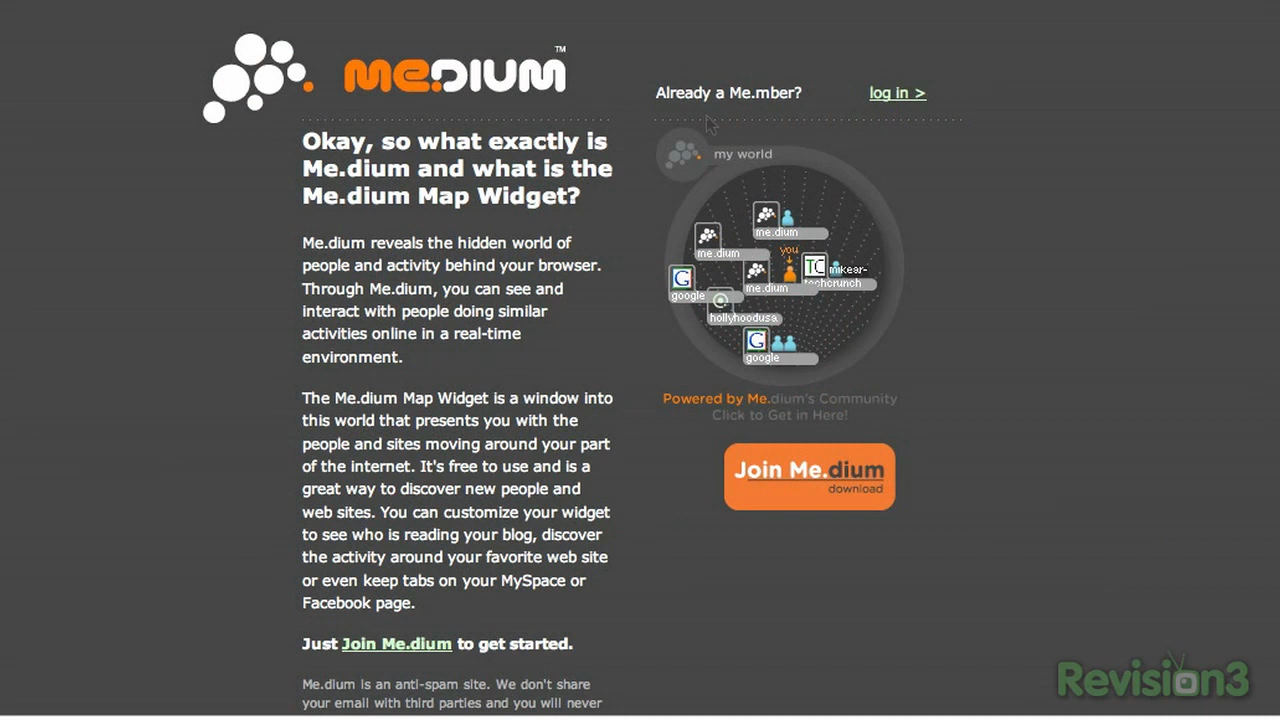 me.DIUM™
Already a Me.mber? log in >
Okay, so what exactly is
Me.dium and what is the
Me.dium Map Widget?
Me.dium reveals the hidden world of
people and activity behind your browser.
Through Me.dium, you can see and
interact with people doing similar
activities online in a real-time
environment.
The Me.dium Map Widget is a window into
this world that presents you with the
people and sites moving around your part
of the internet. It's free to use and is a
great way to discover new people and
web sites. You can customize your widget
to see who is reading your blog, discover
the activity around your favorite web site
or even keep tabs on your MySpace or
Facebook page.
Just Join Me.dium to get started.
Me.dium is an anti-spam site. We don't share
your email with third parties and you will never
my world
me.dium
me.dium
you
TC
mikear-
techcrunch
G
google
me.dium
hollyhoodusa
G
google
Powered by Me.dium's Community
Click to Get in Here!
Join Me.dium
download
Revision3